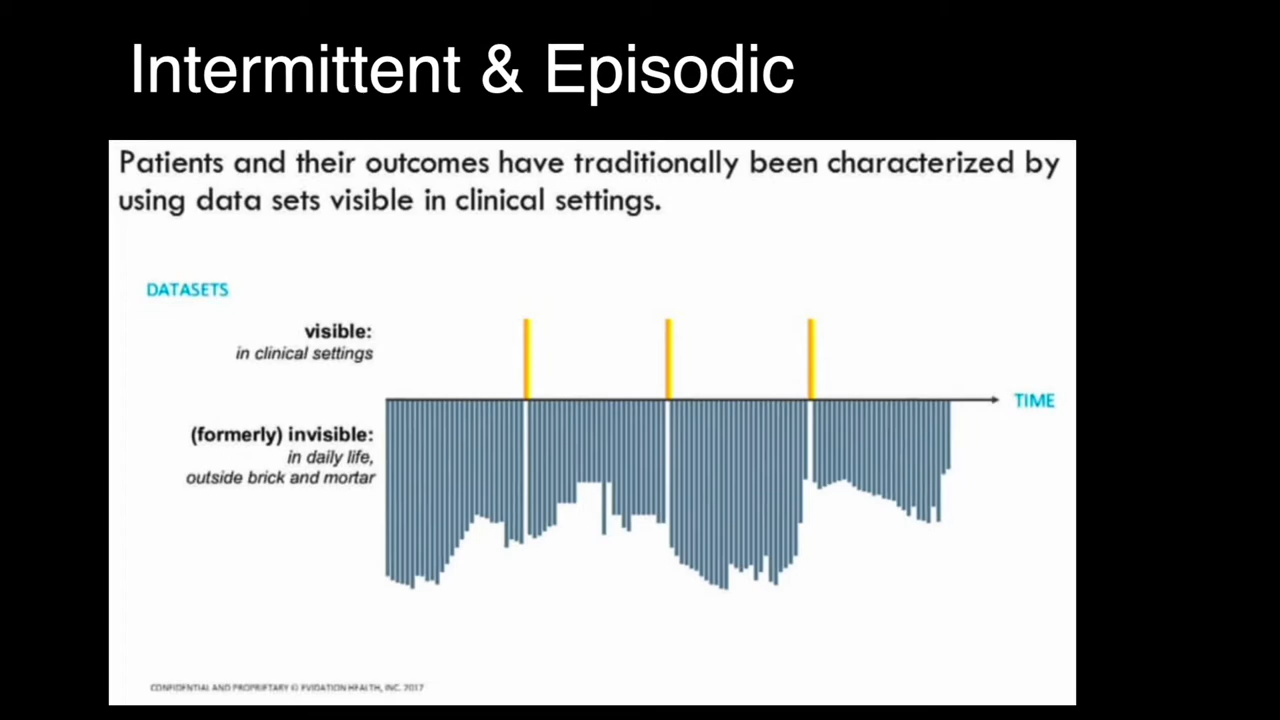 Intermittent & Episodic
Patients and their outcomes have traditionally been characterized by
using data sets visible in clinical settings.
DATASETS
visible:
in clinical settings
TIME
(formerly) invisible:
in daily life,
outside brick and mortar
CONFIDENTIAL AND PROPRIETARY © EVIDATION HEALTH, INC. 2017